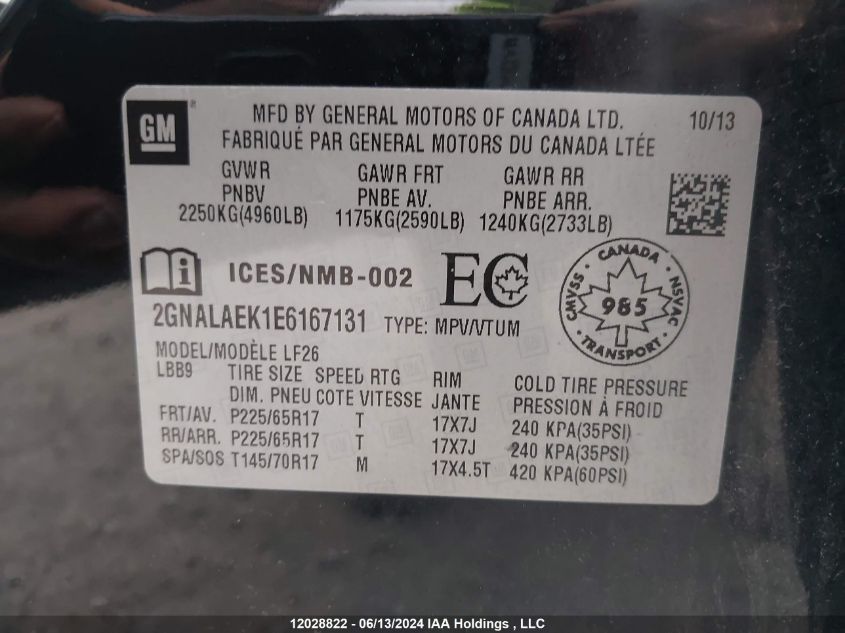 GM
MFD BY GENERAL MOTORS OF CANADA LTD. 10/13
FABRIQUÉ PAR GENERAL MOTORS DU CANADA LTÉE
GVWR GAWR FRT GAWR RR
PNBV PNBE AV. PNBE ARR.
2250KG(4960LB) 1175KG(2590LB) 1240KG(2733LB)
ICES/NMB-002 EC
CANADA
CMVSS 985 NSVAC
TRANSPORT
2GNALAEK1E6167131 TYPE: MPV/VTUM
MODEL/MODÈLE LF26
LBB9 TIRE SIZE SPEED RTG RIM COLD TIRE PRESSURE
DIM. PNEU COTE VITESSE JANTE PRESSION À FROID
FRT/AV. P225/65R17 T 17X7J 240 KPA(35PSI)
RR/ARR. P225/65R17 T 17X7J 240 KPA(35PSI)
SPA/SOS T145/70R17 M 17X4.5T 420 KPA(60PSI)
12028822 - 06/13/2024 IAA Holdings , LLC